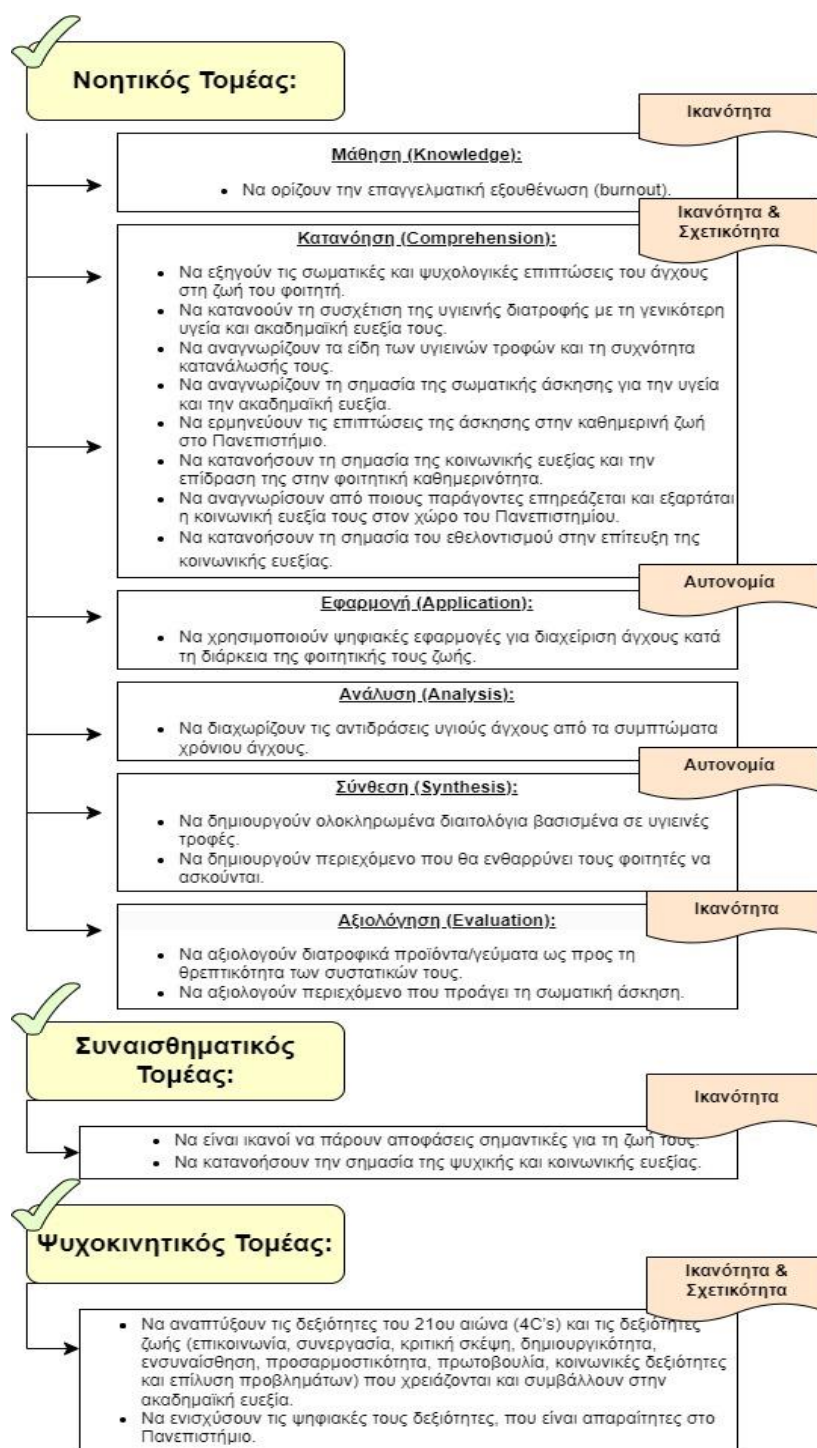 Νοητικός Τομέας:
Ικανότητα
Μάθηση (Knowledge):
• Να ορίζουν την επαγγελματική εξουθένωση (burnout).
Ικανότητα &
Σχετικότητα
Κατανόηση (Comprehension):
• Να εξηγούν τις σωματικές και ψυχολογικές επιπτώσεις του άγχους
στη ζωή του φοιτητή.
• Να κατανοούν τη συσχέτιση της υγιεινής διατροφής με τη γενικότερη
υγεία και ακαδημαϊκή ευεξία τους.
• Να αναγνωρίζουν τα είδη των υγιεινών τροφών και τη συχνότητα
κατανάλωσής τους.
• Να αναγνωρίζουν τη σημασία της σωματικής άσκησης για την υγεία
και την ακαδημαϊκή ευεξία.
• Να ερμηνεύουν τις επιπτώσεις της άσκησης στην καθημερινή ζωή
στο Πανεπιστήμιο.
• Να κατανοήσουν τη σημασία της κοινωνικής ευεξίας και την
επίδραση της στην φοιτητική καθημερινότητα.
• Να αναγνωρίσουν από ποιους παράγοντες επηρεάζεται και εξαρτάται
η κοινωνική ευεξία τους στον χώρο του Πανεπιστημίου.
• Να κατανοήσουν τη σημασία του εθελοντισμού στην επίτευξη της
κοινωνικής ευεξίας.
Αυτονομία
Εφαρμογή (Application):
• Να χρησιμοποιούν ψηφιακές εφαρμογές για διαχείριση άγχους κατά
τη διάρκεια της φοιτητικής τους ζωής.
Ανάλυση (Analysis):
• Να διαχωρίζουν τις αντιδράσεις υγιούς άγχους από τα συμπτώματα
χρόνιου άγχους.
Αυτονομία
Σύνθεση (Synthesis):
• Να δημιουργούν ολοκληρωμένα διαιτολόγια βασισμένα σε υγιεινές
τροφές.
• Να δημιουργούν περιεχόμενο που θα ενθαρρύνει τους φοιτητές να
ασκούνται.
Ικανότητα
Αξιολόγηση (Evaluation):
• Να αξιολογούν διατροφικά προϊόντα/γεύματα ως προς τη
θρεπτικότητα των συστατικών τους.
• Να αξιολογούν περιεχόμενο που προάγει τη σωματική άσκηση.
Συναισθηματικός
Τομέας:
Ικανότητα
• Να είναι ικανοί να πάρουν αποφάσεις σημαντικές για τη ζωή τους.
• Να κατανοήσουν την σημασία της ψυχικής και κοινωνικής ευεξίας.
Ψυχοκινητικός Τομέας:
Ικανότητα &
Σχετικότητα
• Να αναπτύξουν τις δεξιότητες του 21ου αιώνα (4C's) και τις δεξιότητες
ζωής (επικοινωνία, συνεργασία, κριτική σκέψη, δημιουργικότητα,
ενσυναίσθηση, προσαρμοστικότητα, πρωτοβουλία, κοινωνικές δεξιότητες
και επίλυση προβλημάτων) που χρειάζονται και συμβάλλουν στην
ακαδημαϊκή ευεξία.
• Να ενισχύσουν τις ψηφιακές τους δεξιότητες, που είναι απαραίτητες στο
Πανεπιστήμιο.